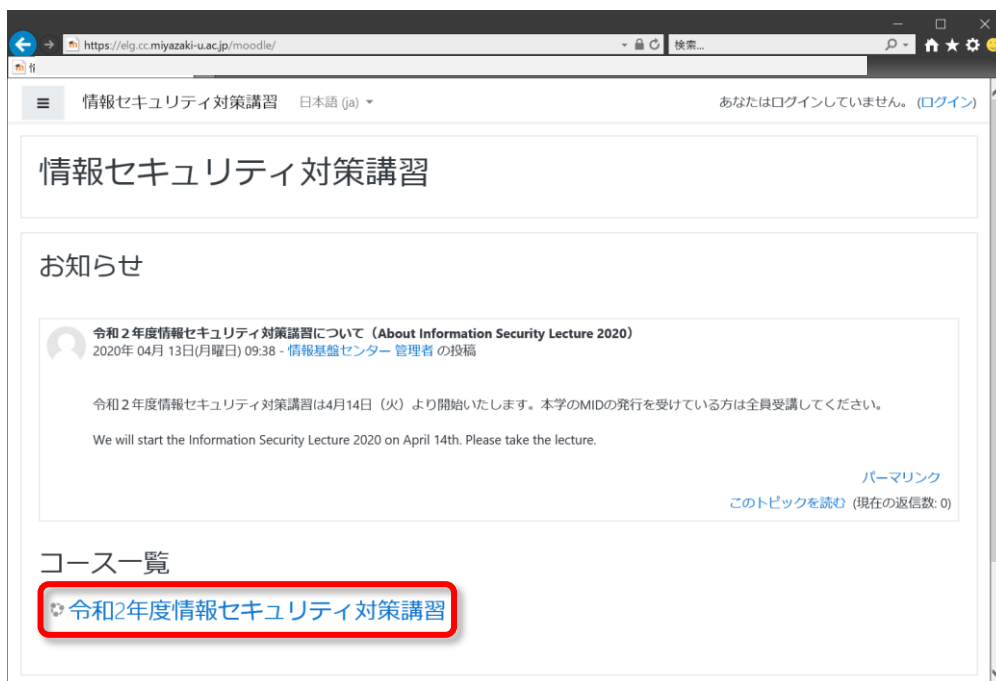 https://elg.cc.miyazaki-u.ac.jp/moodle/
検索...
情報セキュリティ対策講習 日本語 (ja)
あなたはログインしていません。 (ログイン)
情報セキュリティ対策講習
お知らせ
令和２年度情報セキュリティ対策講習について（About Information Security Lecture 2020）
2020年 04月 13日(月曜日) 09:38 - 情報基盤センター 管理者 の投稿
令和２年度情報セキュリティ対策講習は4月14日（火）より開始いたします。本学のMIDの発行を受けている方は全員受講してください。
We will start the Information Security Lecture 2020 on April 14th. Please take the lecture.
パーマリンク
このトピックを読む (現在の返信数: 0)
コース一覧
令和2年度情報セキュリティ対策講習